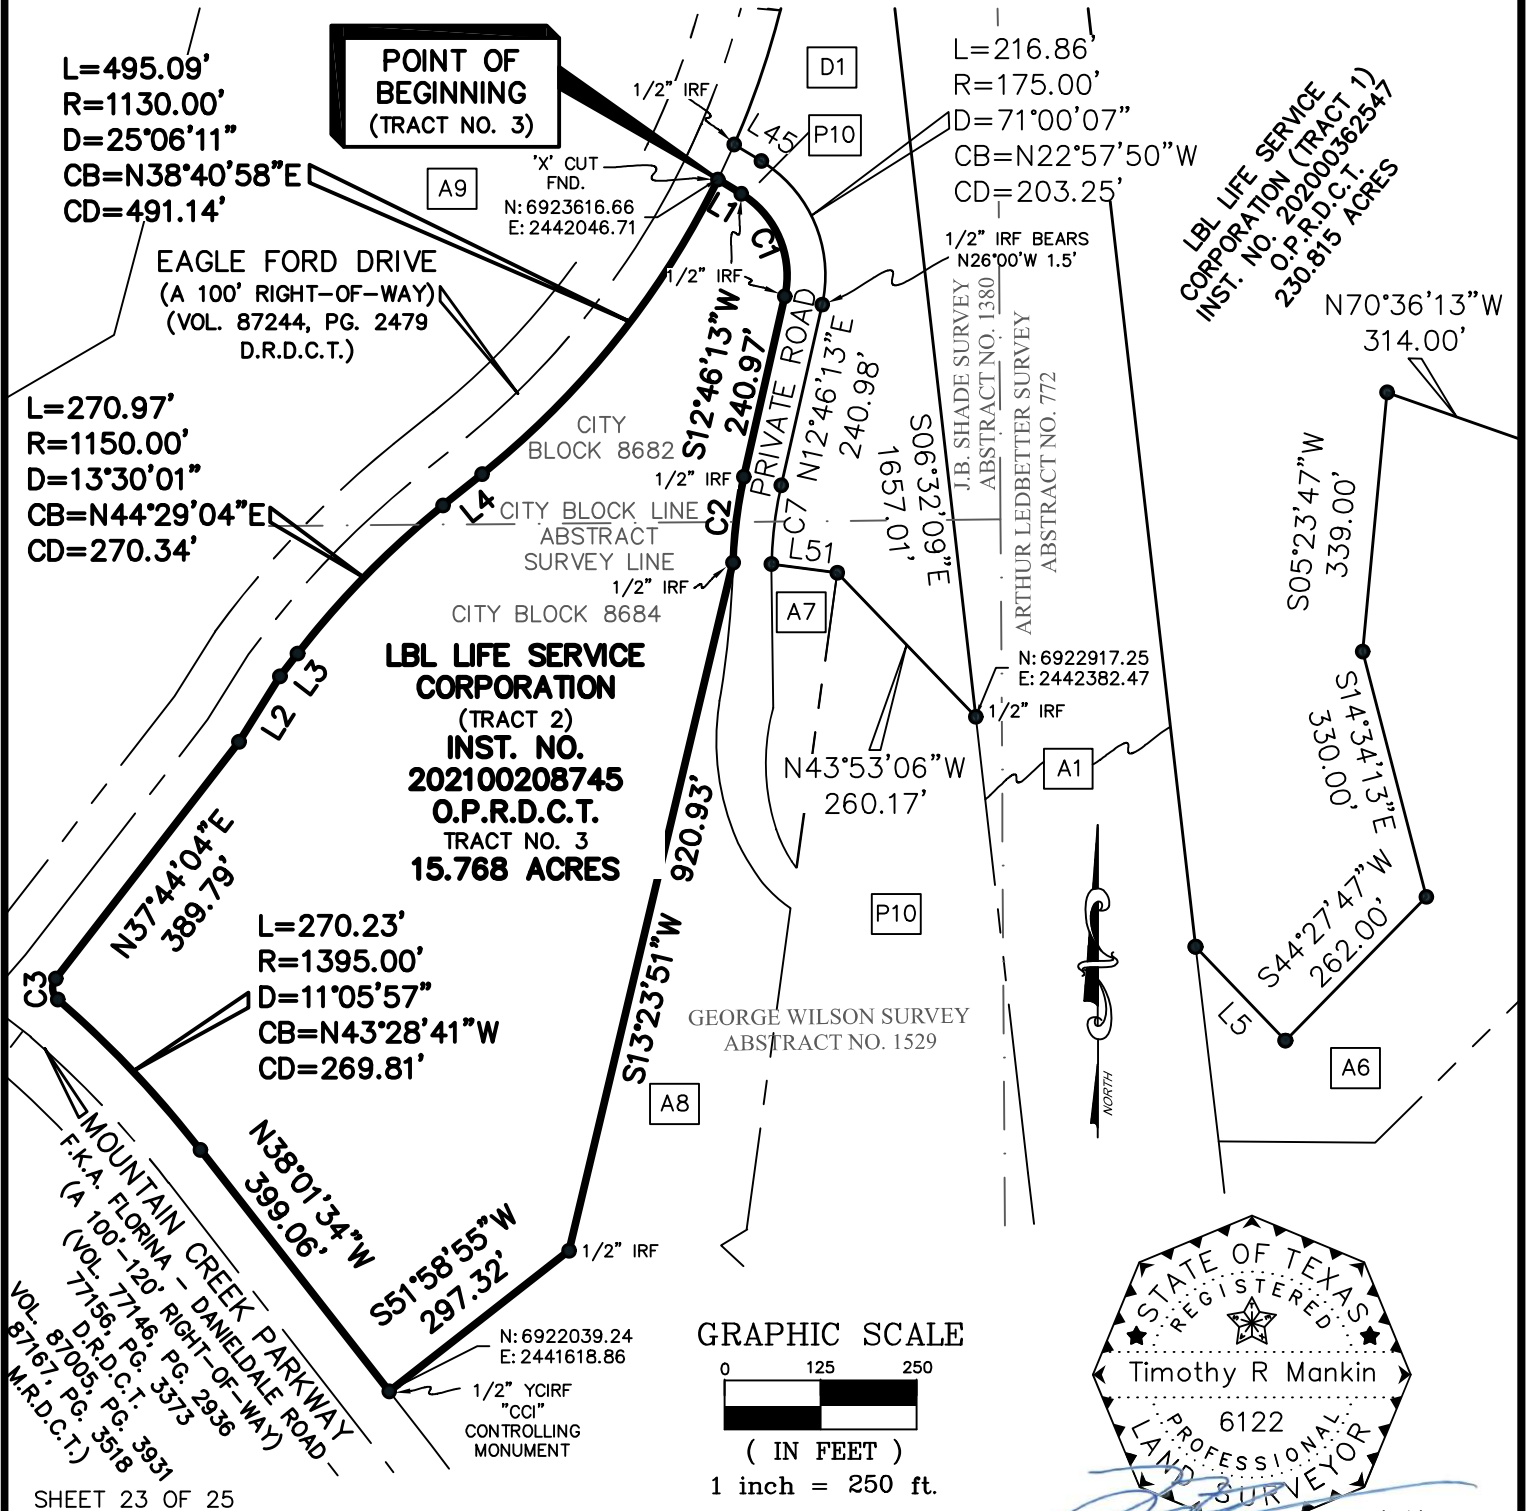 L=495.09'
R=1130.00'
D=25°06'11"
CB=N38°40'58"E
CD=491.14'
POINT OF
BEGINNING
(TRACT NO. 3)
1/2" IRF
D1
L=216.86'
R=175.00'
D=71°00'07"
CB=N22°57'50"W
CD=203.25'
LBL LIFE SERVICE
CORPORATION (TRACT 1)
INST. NO. 202000362547
O.P.R.D.C.T.
230.815 ACRES
L45
P10
'X' CUT
FND.
A9
N: 6923616.66
E: 2442046.71
L1
C1
EAGLE FORD DRIVE
(A 100' RIGHT-OF-WAY)
(VOL. 87244, PG. 2479
D.R.D.C.T.)
1/2" IRF
1/2" IRF BEARS
N26°00'W 1.5'
N70°36'13"W
314.00'
S12°46'13"W
240.97'
PRIVATE ROAD
N12°46'13"E
240.98'
S06°32'09"E
1657.01'
J.B. SHADE SURVEY
ABSTRACT NO. 1380
ARTHUR LEDBETTER SURVEY
ABSTRACT NO. 772
S05°23'47"W
339.00'
L=270.97'
R=1150.00'
D=13°30'01"
CB=N44°29'04"E
CD=270.34'
CITY
BLOCK 8682
1/2" IRF
L4
CITY BLOCK LINE
ABSTRACT
SURVEY LINE
C2
C7
L51
1/2" IRF
CITY BLOCK 8684
A7
LBL LIFE SERVICE
CORPORATION
(TRACT 2)
INST. NO.
202100208745
O.P.R.D.C.T.
TRACT NO. 3
15.768 ACRES
L3
L2
N: 6922917.25
E: 2442382.47
1/2" IRF
S14°34'13"E
330.00'
N43°53'06"W
260.17'
A1
N37°44'04"E
389.79'
S13°23'51"W
920.93'
P10
S44°27'47"W
262.00'
C3
L=270.23'
R=1395.00'
D=11°05'57"
CB=N43°28'41"W
CD=269.81'
GEORGE WILSON SURVEY
ABSTRACT NO. 1529
L5
A6
A8
NORTH
N38°01'34"W
399.06'
S51°58'55"W
297.32'
1/2" IRF
MOUNTAIN CREEK PARKWAY
F.K.A. FLORINA - DANIELDALE ROAD
(A 100'-120' RIGHT-OF-WAY)
(VOL. 77146, PG. 2936
77156, PG. 3373
D.R.D.C.T.
VOL. 87005, PG. 3931
87167, PG. 3518
M.R.D.C.T.)
N: 6922039.24
E: 2441618.86
1/2" YCIRF
"CCI"
CONTROLLING
MONUMENT
GRAPHIC SCALE
0 125 250
( IN FEET )
1 inch = 250 ft.
STATE OF TEXAS
REGISTERED
Timothy R Mankin
6122
PROFESSIONAL
LAND SURVEYOR
SHEET 23 OF 25